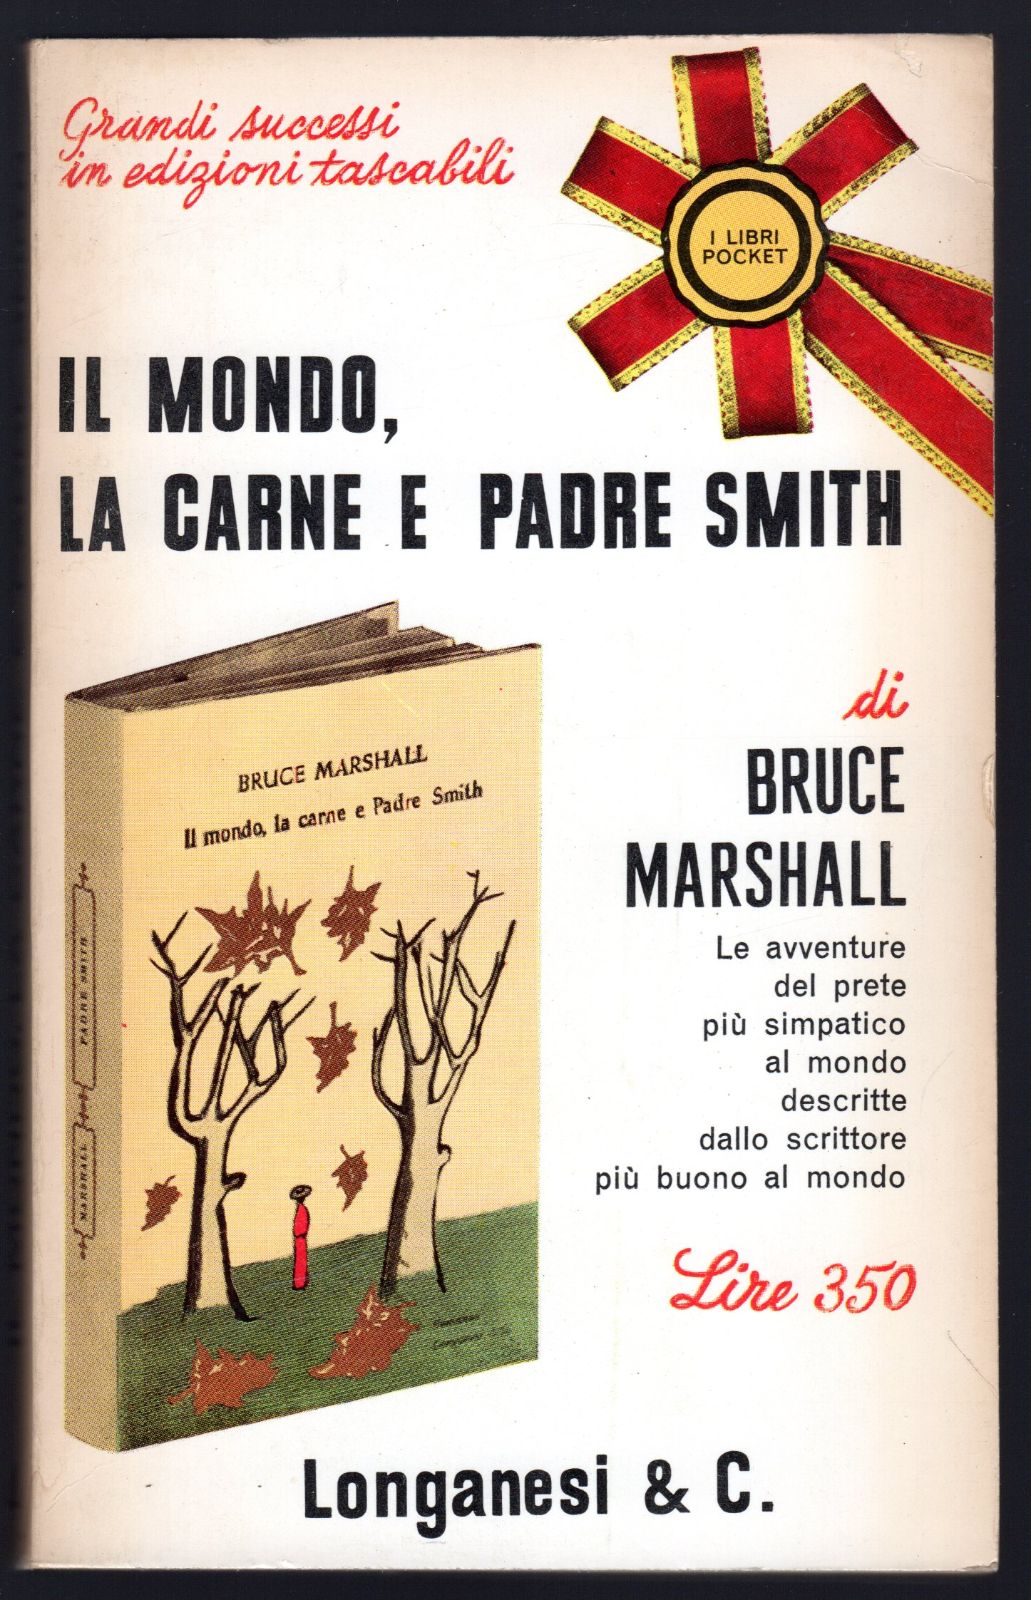 Grandi successi
in edizioni tascabili
I LIBRI
POCKET
IL MONDO,
LA CARNE E PADRE SMITH
di
BRUCE
MARSHALL
Le avventure
del prete
più simpatico
al mondo
descritte
dallo scrittore
più buono al mondo
Lire 350
BRUCE MARSHALL
Il mondo, la carne e Padre Smith
PADRE SMITH
MARSHALL
Longanesi & C.